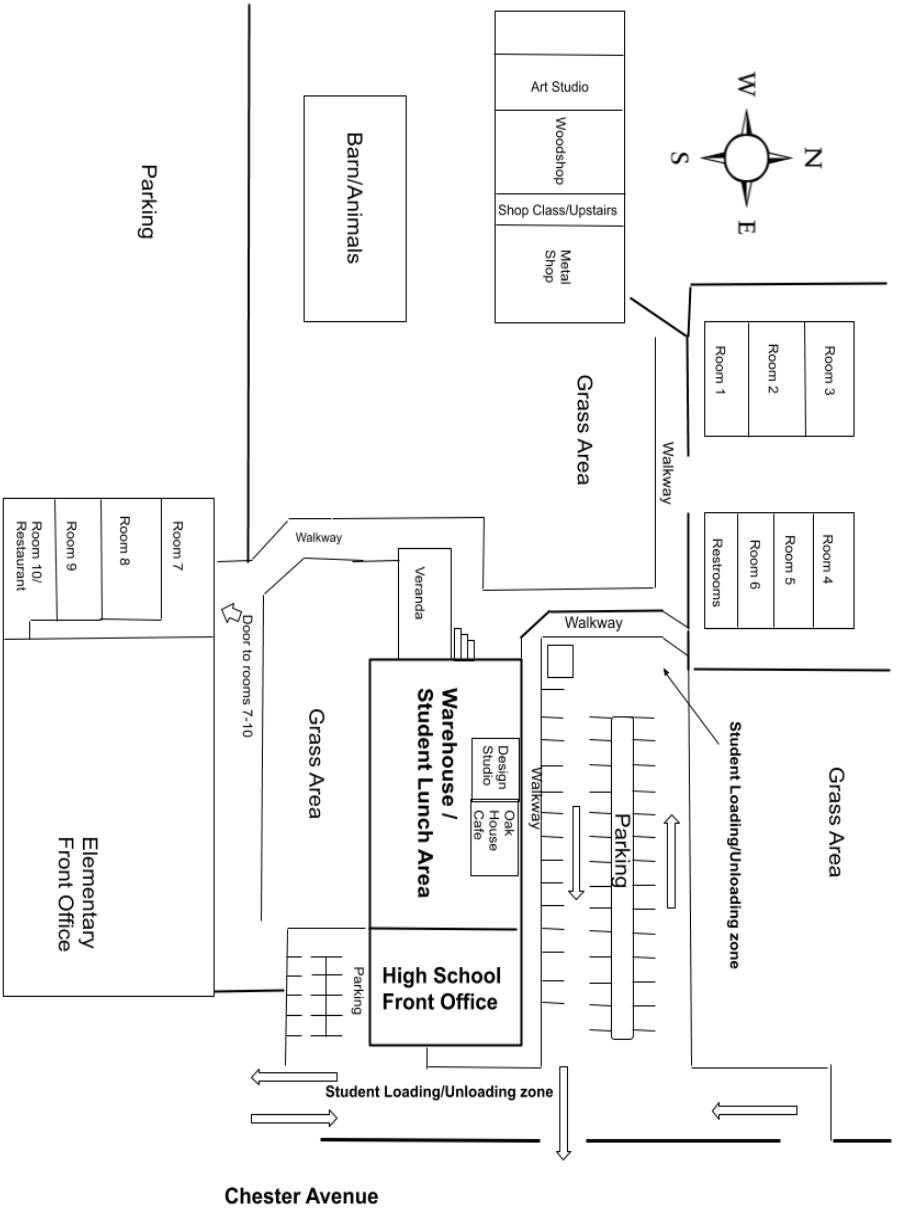 Art Studio
Woodshop
Shop Class/Upstairs
Metal
Shop
W
N
S
E
Barn/Animals
Parking
Room 1
Room 2
Room 3
Grass Area
Walkway
Room 10/
Restaurant
Room 9
Room 8
Room 7
Walkway
Veranda
Restrooms
Room 6
Room 5
Room 4
Walkway
Door to rooms 7-10
Grass Area
Warehouse /
Student Lunch Area
Design
Studio
Oak
House
Cafe
Walkway
Parking
Student Loading/Unloading zone
Grass Area
Elementary
Front Office
Parking
High School
Front Office
Student Loading/Unloading zone
Chester Avenue